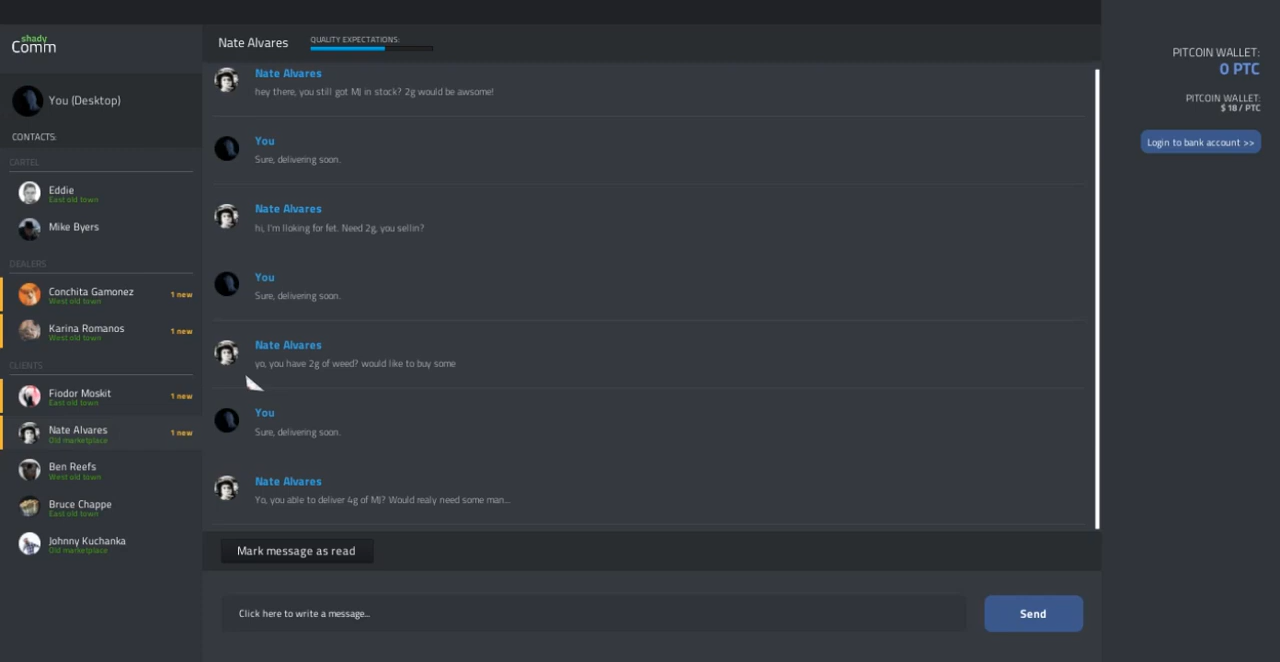 shady
Comm
You (Desktop)
CONTACTS:
CARTEL
Eddie
East old town
Mike Byers
DEALERS
Conchita Gamonez
West old town
1 new
Karina Romanos
West old town
1 new
CLIENTS
Fiodor Moskit
East old town
1 new
Nate Alvares
Old marketplace
1 new
Ben Reefs
West old town
Bruce Chappe
East old town
Johnny Kuchanka
Old marketplace
Nate Alvares
QUALITY EXPECTATIONS:
Nate Alvares
hey there, you still got MJ in stock? 2g would be awsome!
You
Sure, delivering soon.
Nate Alvares
hi, I'm lloking for fet. Need 2g, you sellin?
You
Sure, delivering soon.
Nate Alvares
yo, you have 2g of weed? would like to buy some
You
Sure, delivering soon.
Nate Alvares
Yo, you able to deliver 4g of MJ? Would realy need some man...
Mark message as read
Click here to write a message...
Send
PITCOIN WALLET:
0 PTC
PITCOIN WALLET:
$ 18 / PTC
Login to bank account >>